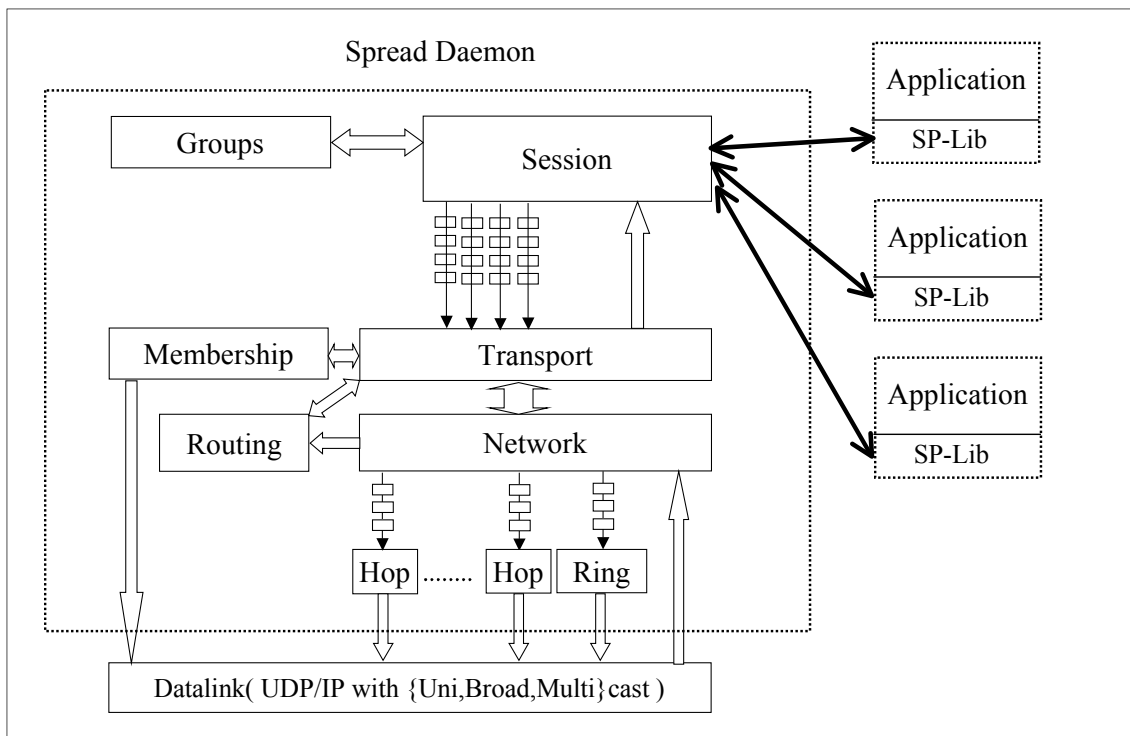 Spread Daemon
Groups
Session
Application
SP-Lib
Application
SP-Lib
Membership
Transport
Application
SP-Lib
Routing
Network
Hop ........ Hop Ring
Datalink( UDP/IP with {Uni,Broad,Multi}cast )